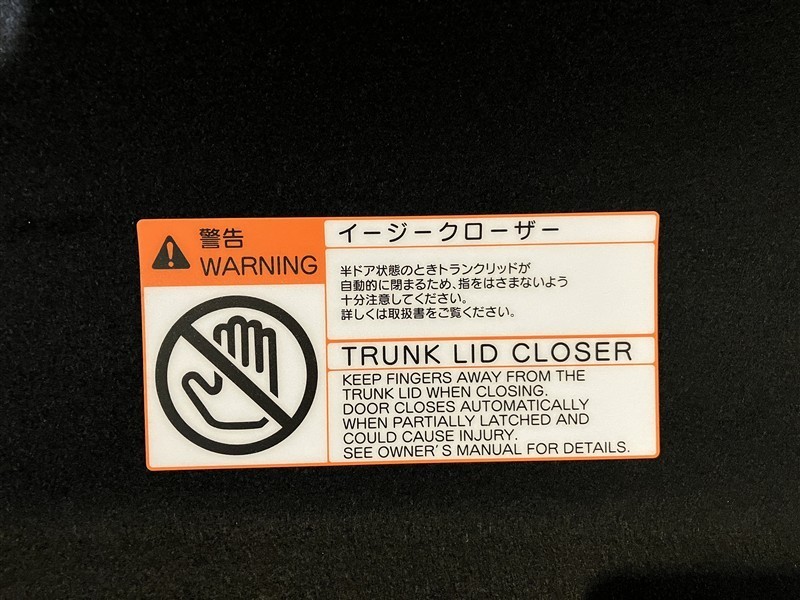 警告
WARNING
イージークローザー
半ドア状態のときトランクリッドが
自動的に閉まるため、指をはさまないよう
十分注意してください。
詳しくは取扱書をご覧ください。
TRUNK LID CLOSER
KEEP FINGERS AWAY FROM THE
TRUNK LID WHEN CLOSING.
DOOR CLOSES AUTOMATICALLY
WHEN PARTIALLY LATCHED AND
COULD CAUSE INJURY.
SEE OWNER'S MANUAL FOR DETAILS.